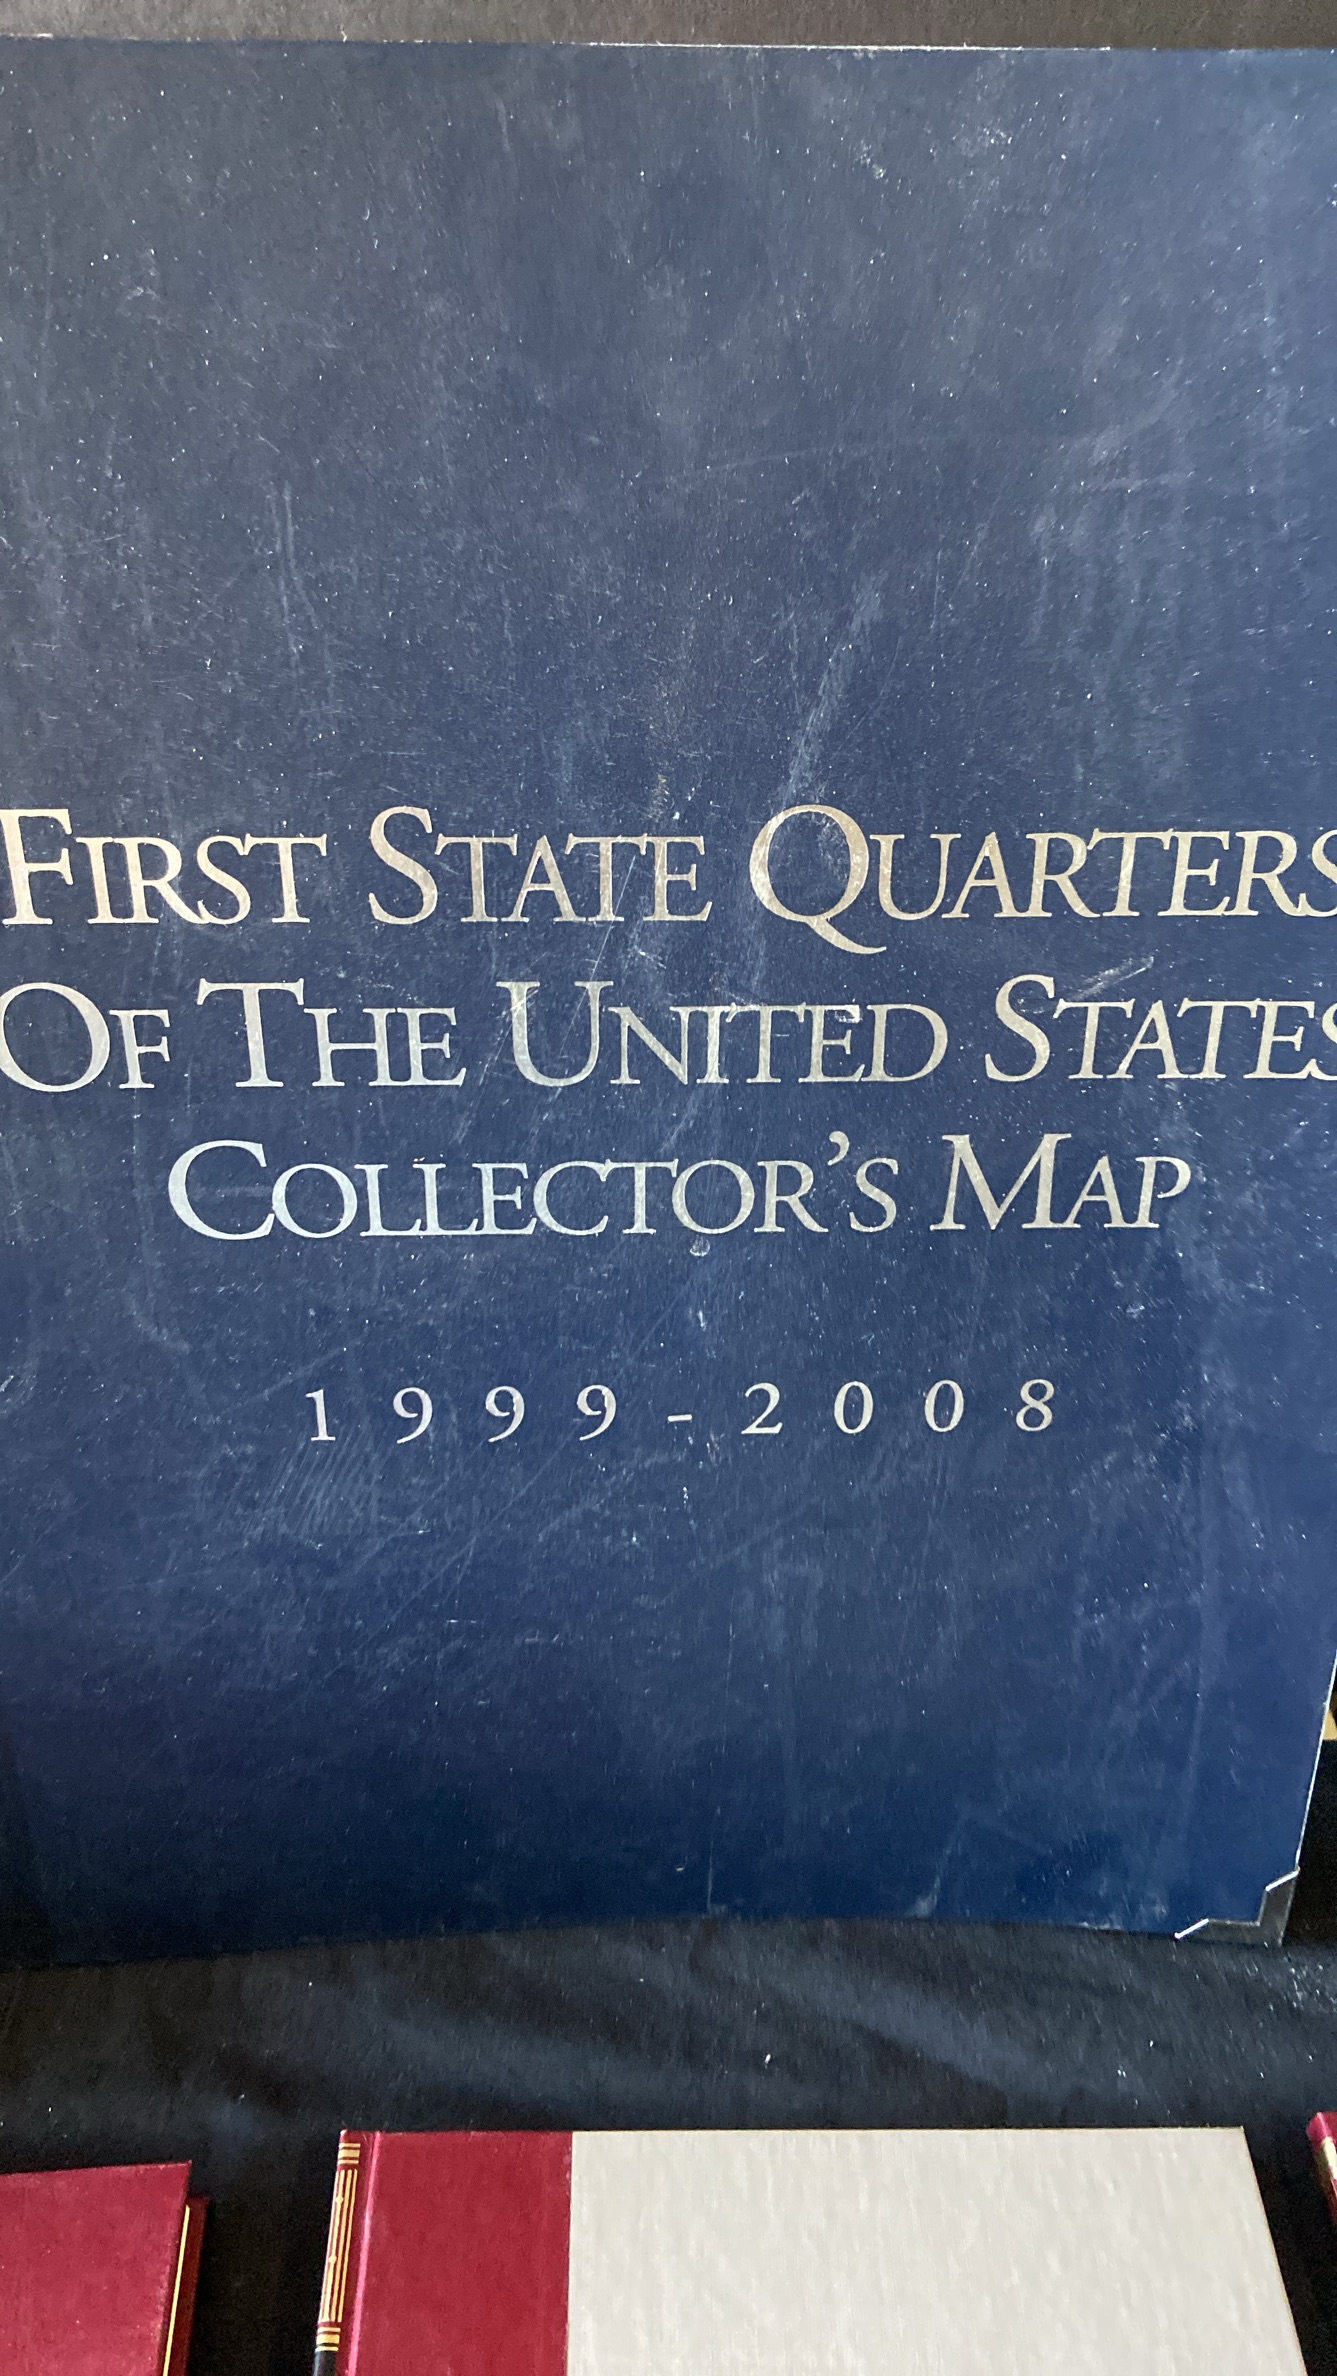 First State Quarters
Of The United States
Collector's Map
1999-2008